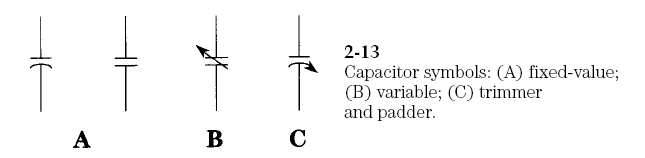 2-13
Capacitor symbols: (A) fixed-value;
(B) variable; (C) trimmer
and padder.
A B C